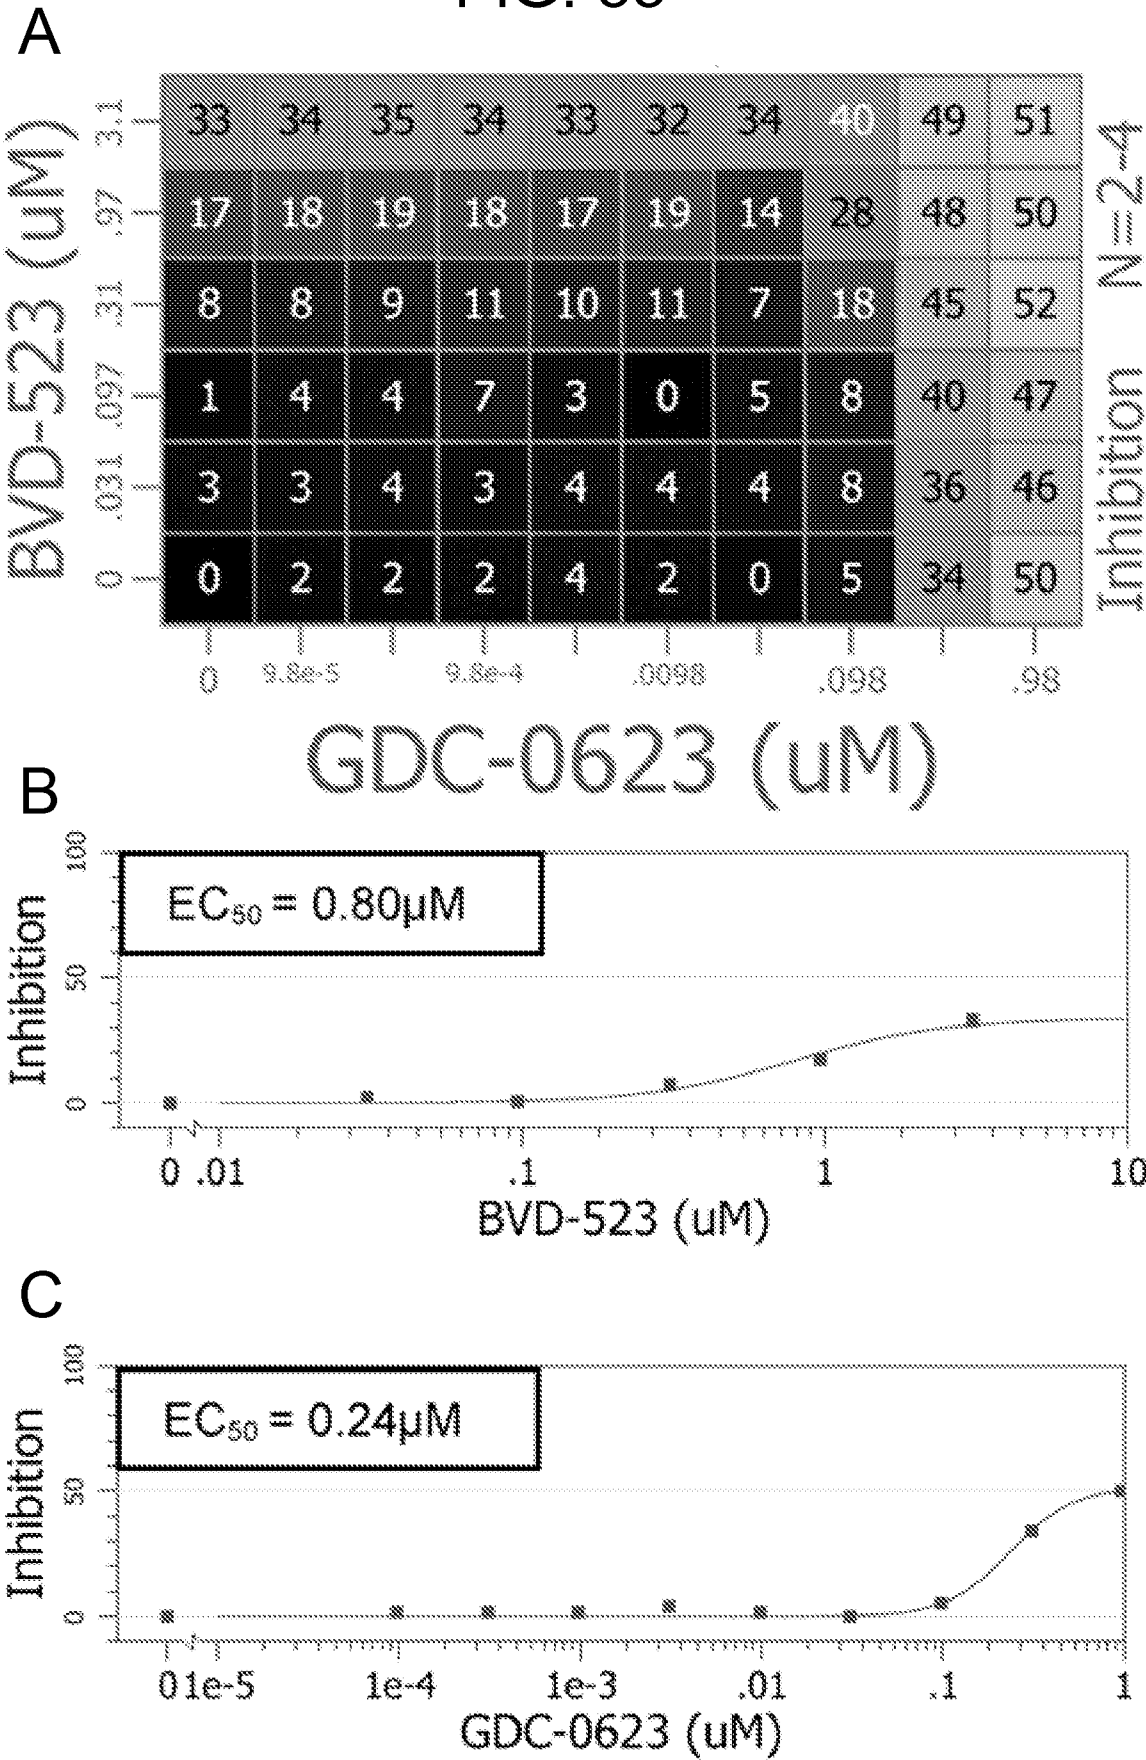 A
3.1 33 34 35 34 33 32 34 40 49 51
.97 17 18 19 18 17 19 14 28 48 50
.31 8 8 9 11 10 11 7 18 45 52
.097 1 4 4 7 3 0 5 8 40 47
.031 3 3 4 3 4 4 4 8 36 46
0 0 2 2 2 4 2 0 5 34 50
BVD-523 (uM)
Inhibition N=2-4
0 9.8e-5 9.8e-4 .0098 .098 .98
GDC-0623 (uM)
B
EC50 = 0.80µM
Inhibition
100
50
0
0 .01 .1 1 10
BVD-523 (uM)
C
EC50 = 0.24µM
Inhibition
100
50
0
0 1e-5 1e-4 1e-3 .01 .1 1
GDC-0623 (uM)